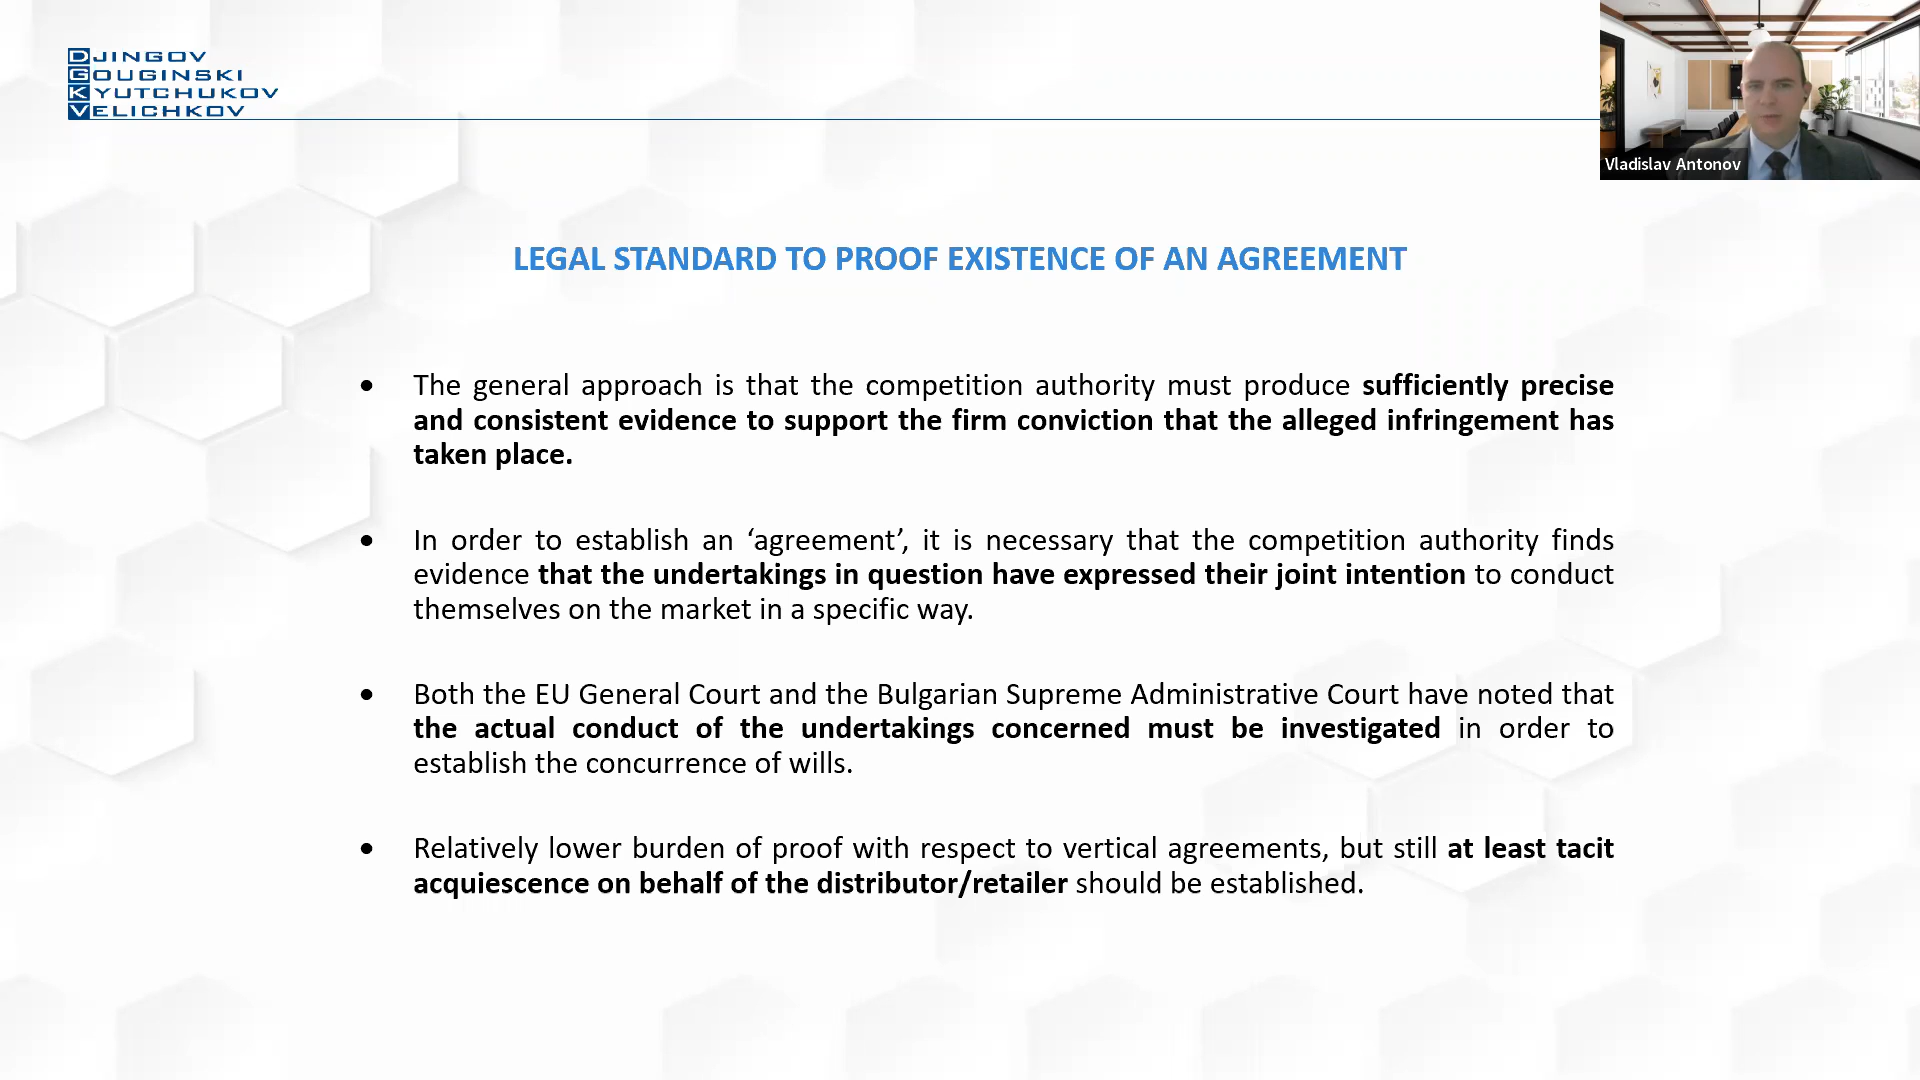 DJINGOV
GOUGINSKI
KYUTCHUKOV
VELICHKOV
Vladislav Antonov
LEGAL STANDARD TO PROOF EXISTENCE OF AN AGREEMENT
• The general approach is that the competition authority must produce sufficiently precise
and consistent evidence to support the firm conviction that the alleged infringement has
taken place.
• In order to establish an ‘agreement’, it is necessary that the competition authority finds
evidence that the undertakings in question have expressed their joint intention to conduct
themselves on the market in a specific way.
• Both the EU General Court and the Bulgarian Supreme Administrative Court have noted that
the actual conduct of the undertakings concerned must be investigated in order to
establish the concurrence of wills.
• Relatively lower burden of proof with respect to vertical agreements, but still at least tacit
acquiescence on behalf of the distributor/retailer should be established.